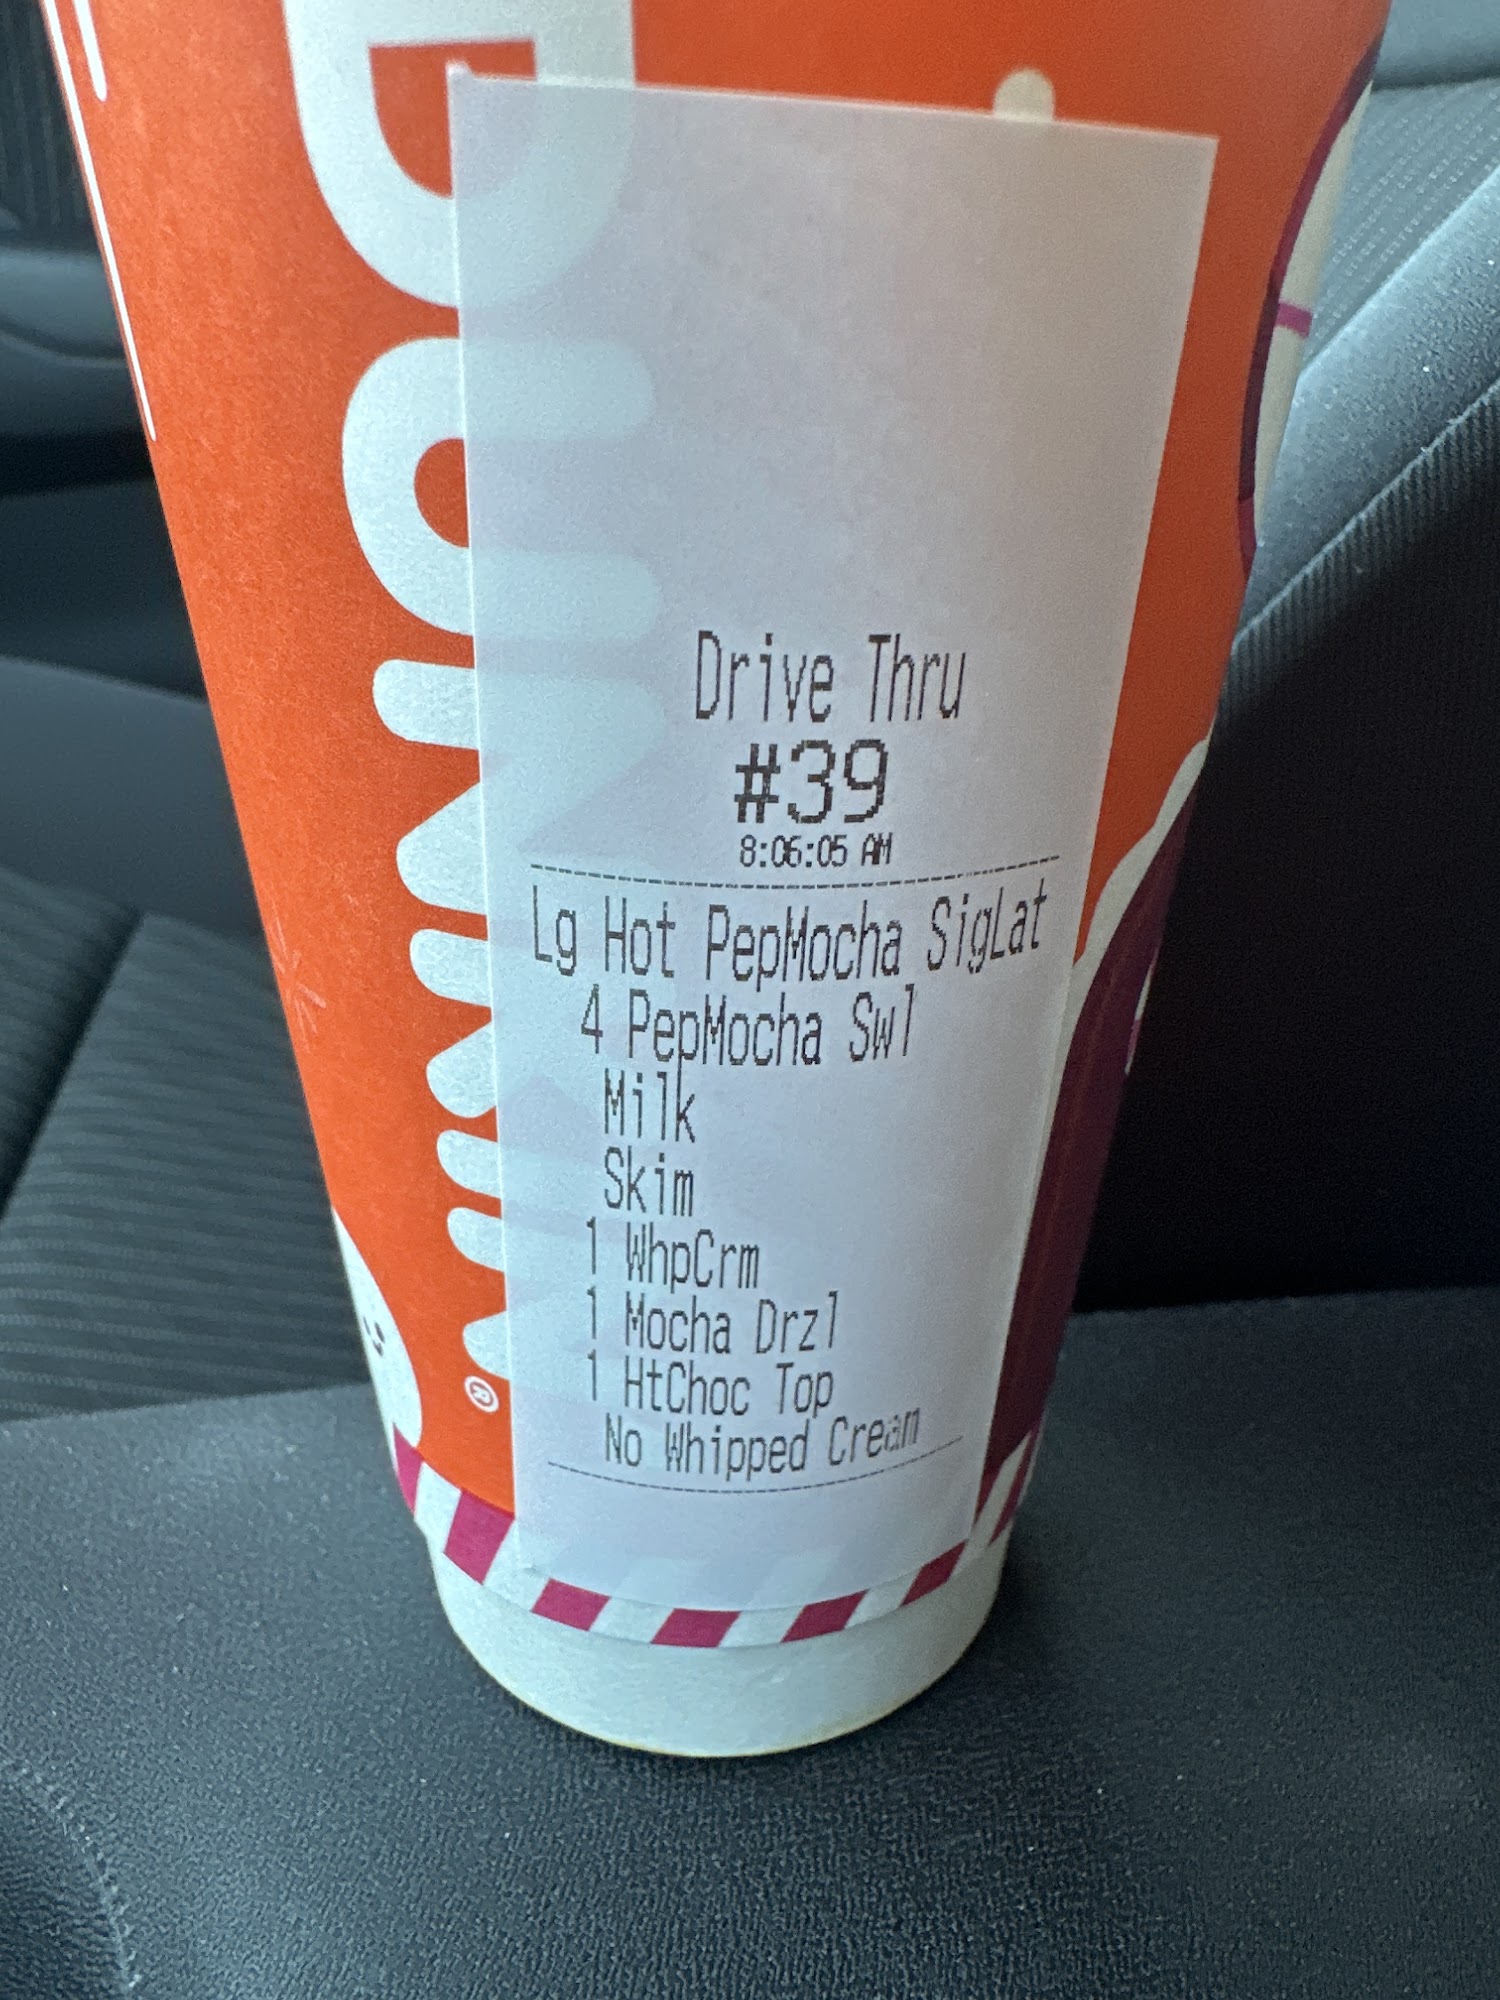 Drive Thru
#39
8:06:05 AM
Lg Hot PepMocha SigLat
4 PepMocha Swl
Milk
Skim
1 WhpCrm
1 Mocha Drzl
1 HtChoc Top
No Whipped Cream
®